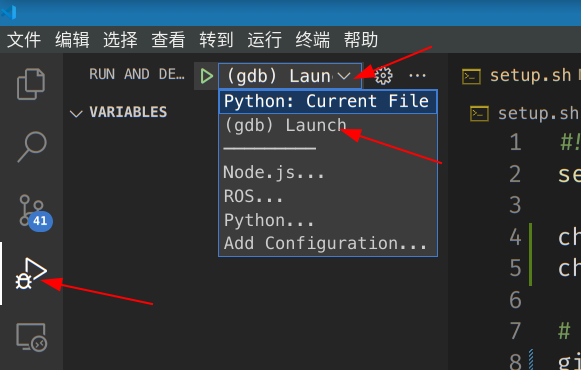 文件 编辑 选择 查看 转到 运行 终端 帮助
RUN AND DE...
(gdb) Laun
setup.sh
Python: Current File
(gdb) Launch
─────────
Node.js...
ROS...
Python...
Add Configuration...
VARIABLES
41
setup.sh
1 #!
2 se
3
4 ch
5 ch
6
7 #
8 gi